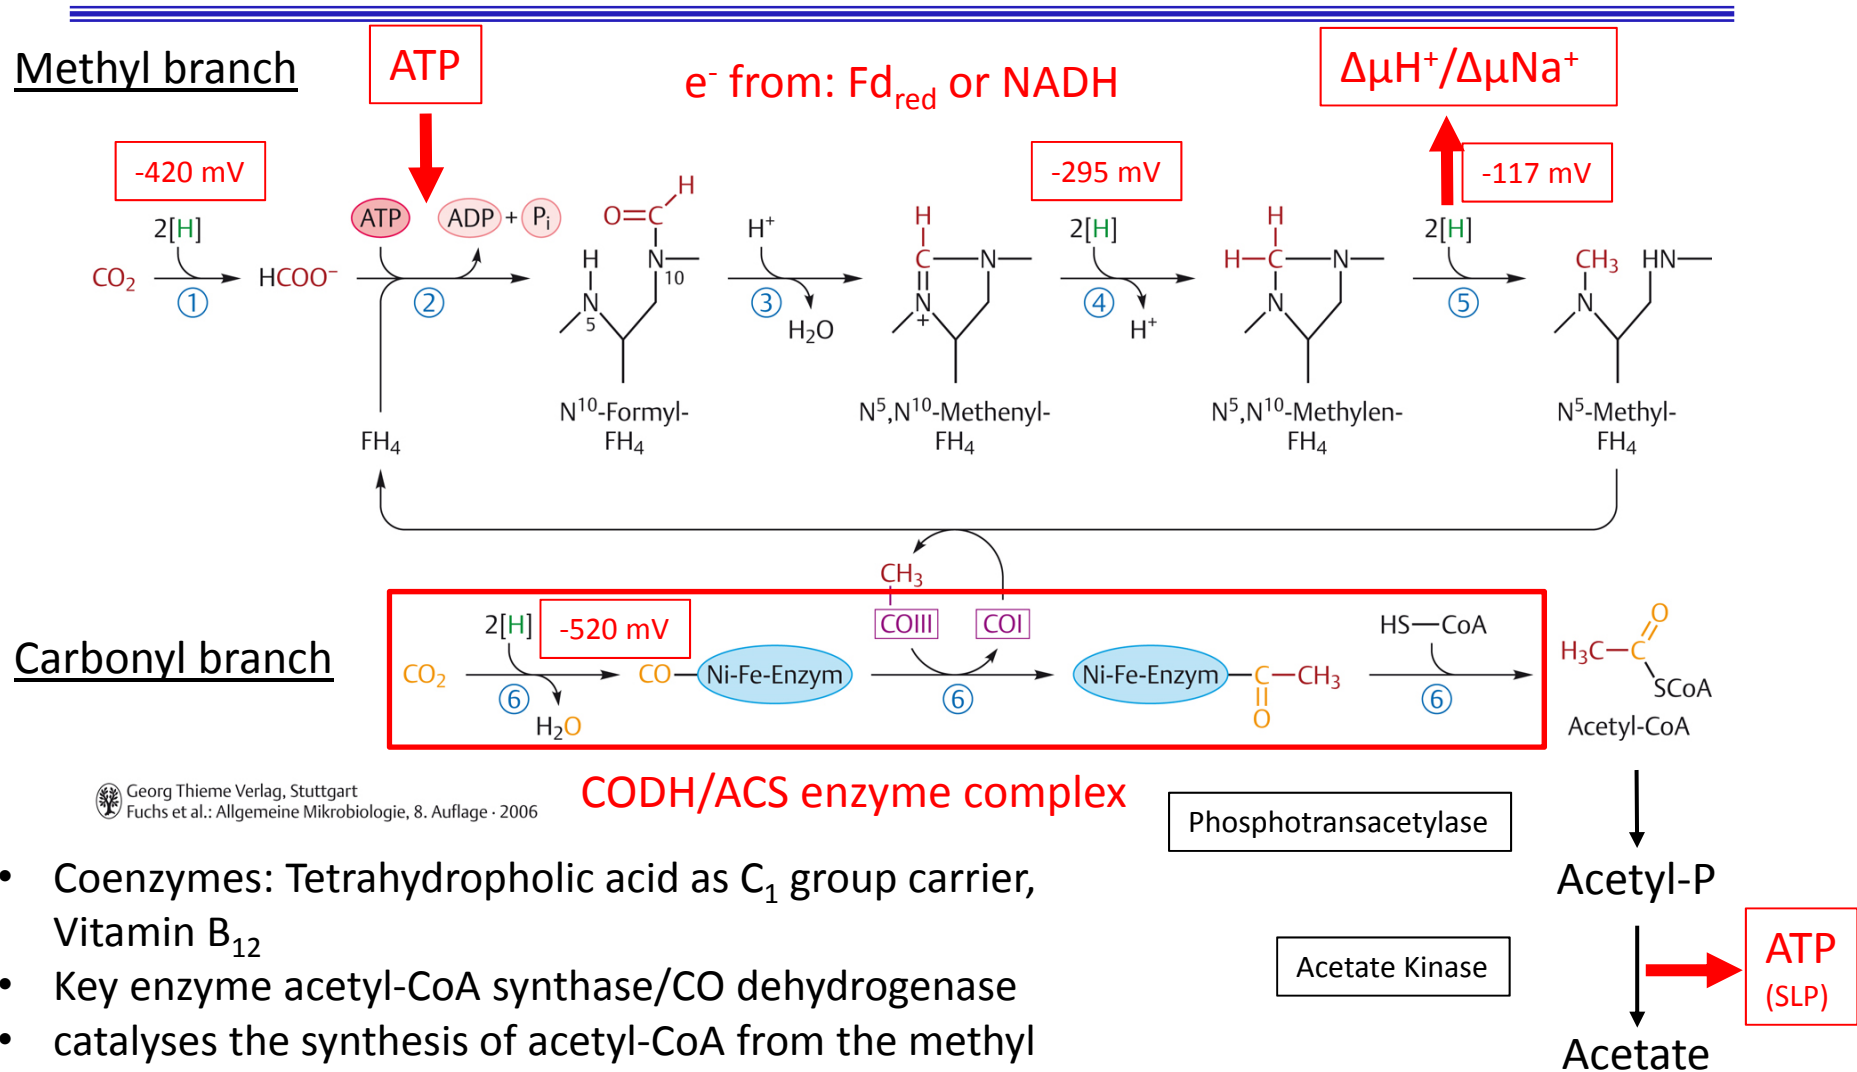 Methyl branch
ATP
e⁻ from: Fd_red or NADH
ΔµH⁺/ΔµNa⁺
-420 mV
-295 mV
-117 mV
2[H]
ATP
ADP + Pᵢ
H⁺
2[H]
2[H]
CO₂
①
HCOO⁻
②
H
O=C
H
N
10
N
5
③
H₂O
H
C
N
N
+
④
H⁺
H
H–C
N
N
⑤
CH₃
N
HN
FH₄
N¹⁰-Formyl-
FH₄
N⁵,N¹⁰-Methenyl-
FH₄
N⁵,N¹⁰-Methylen-
FH₄
N⁵-Methyl-
FH₄
CH₃
COIII
COI
Carbonyl branch
2[H]
-520 mV
HS–CoA
CO₂
⑥
H₂O
CO–Ni-Fe-Enzym
⑥
Ni-Fe-Enzym–C–CH₃
O
⑥
O
H₃C–C
SCoA
Acetyl-CoA
Georg Thieme Verlag, Stuttgart
Fuchs et al.: Allgemeine Mikrobiologie, 8. Auflage · 2006
CODH/ACS enzyme complex
Phosphotransacetylase
Acetyl-P
Acetate Kinase
ATP
(SLP)
Acetate
• Coenzymes: Tetrahydropholic acid as C₁ group carrier,
Vitamin B₁₂
• Key enzyme acetyl-CoA synthase/CO dehydrogenase
• catalyses the synthesis of acetyl-CoA from the methyl